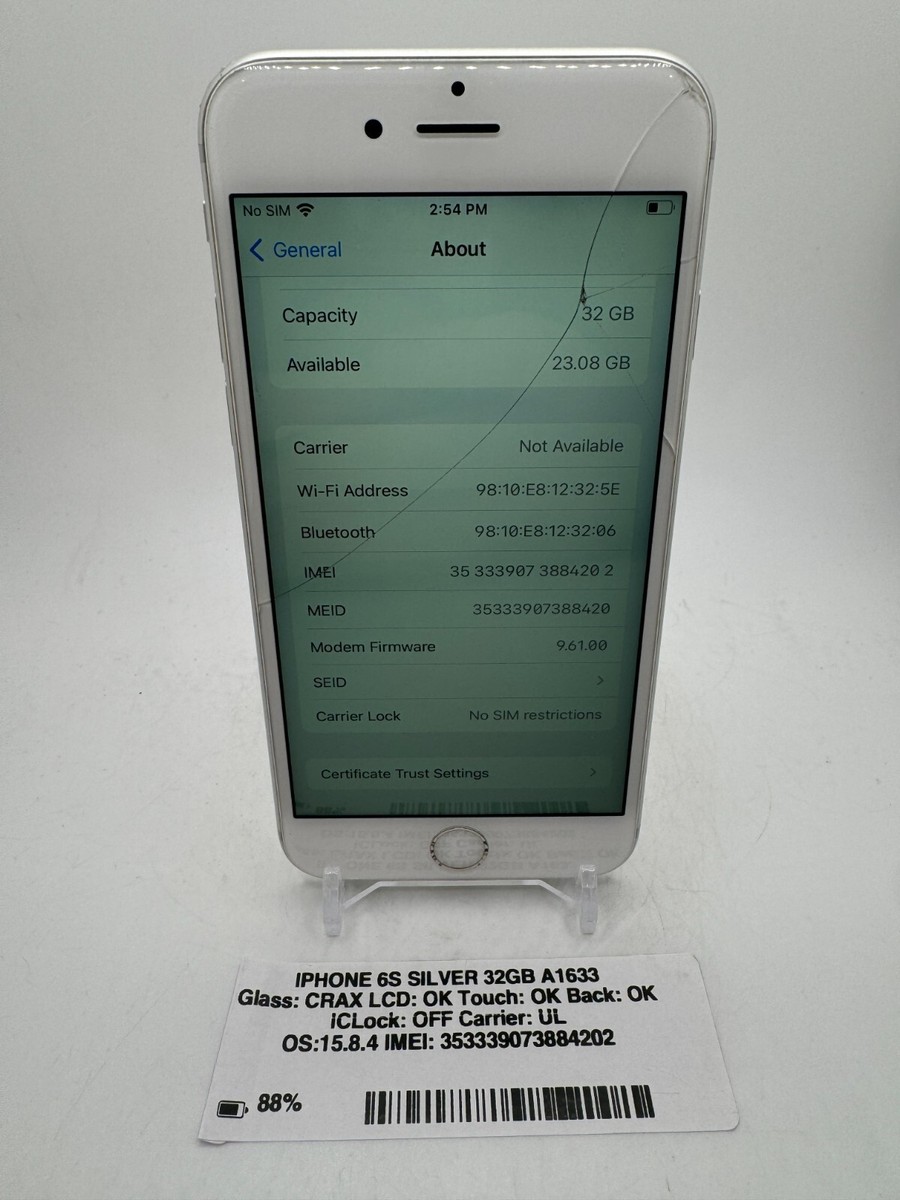 No SIM 2:54 PM
General About
Capacity 32 GB
Available 23.08 GB
Carrier Not Available
Wi-Fi Address 98:10:E8:12:32:5E
Bluetooth 98:10:E8:12:32:06
IMEI 35 333907 388420 2
MEID 35333907388420
Modem Firmware 9.61.00
SEID
Carrier Lock No SIM restrictions
Certificate Trust Settings
IPHONE 6S SILVER 32GB A1633
Glass: CRAX LCD: OK Touch: OK Back: OK
iCLock: OFF Carrier: UL
OS:15.8.4 IMEI: 353339073884202
88%